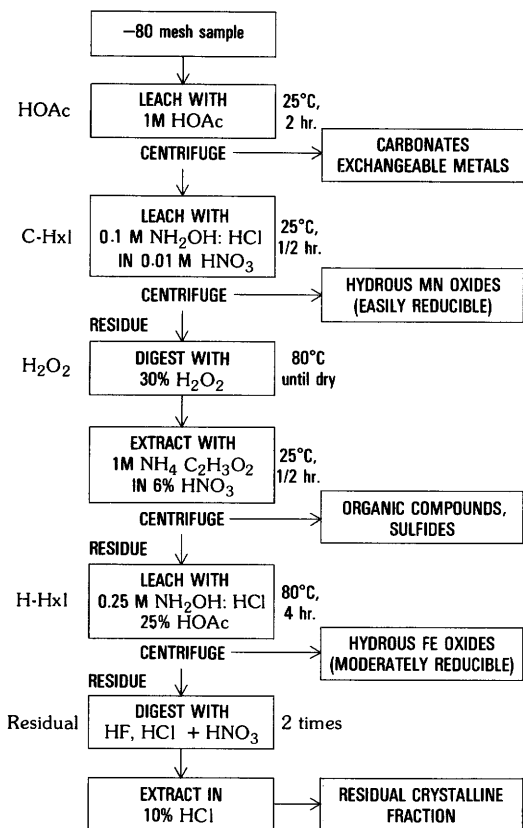 −80 mesh sample
HOAc
LEACH WITH
1M HOAc
25°C,
2 hr.
CENTRIFUGE
CARBONATES
EXCHANGEABLE METALS
C-Hxl
LEACH WITH
0.1 M NH₂OH: HCl
IN 0.01 M HNO₃
25°C,
1/2 hr.
CENTRIFUGE
HYDROUS MN OXIDES
(EASILY REDUCIBLE)
RESIDUE
H₂O₂
DIGEST WITH
30% H₂O₂
80°C
until dry
EXTRACT WITH
1M NH₄ C₂H₃O₂
IN 6% HNO₃
25°C,
1/2 hr.
CENTRIFUGE
ORGANIC COMPOUNDS,
SULFIDES
RESIDUE
H-Hxl
LEACH WITH
0.25 M NH₂OH: HCl
25% HOAc
80°C,
4 hr.
CENTRIFUGE
HYDROUS FE OXIDES
(MODERATELY REDUCIBLE)
RESIDUE
Residual
DIGEST WITH
HF, HCl + HNO₃
2 times
EXTRACT IN
10% HCl
RESIDUAL CRYSTALLINE
FRACTION